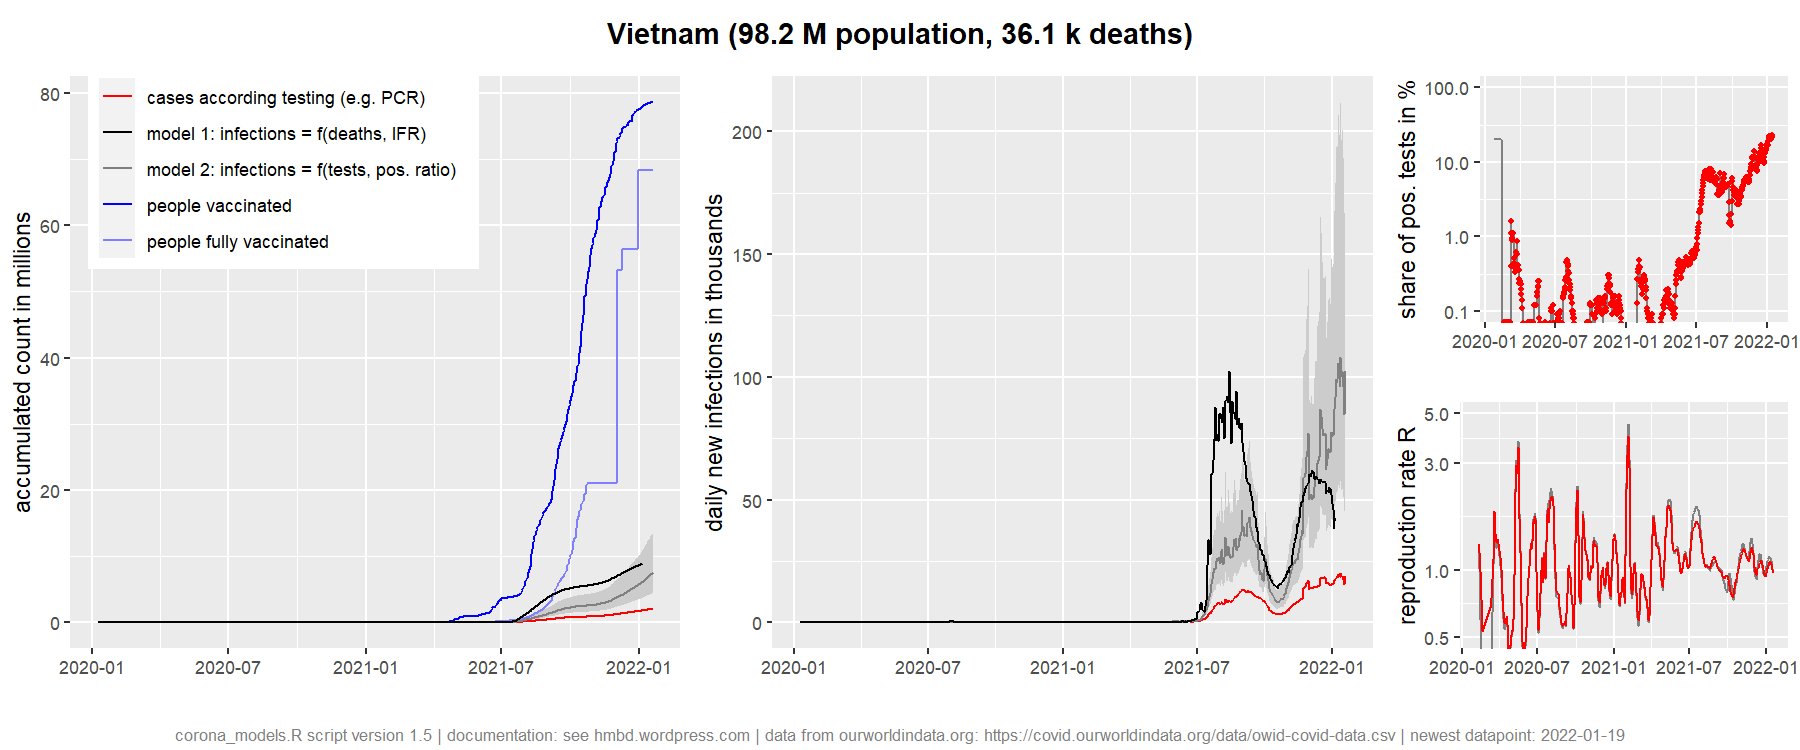 Vietnam (98.2 M population, 36.1 k deaths)
accumulated count in millions
80
60
40
20
0
cases according testing (e.g. PCR)
model 1: infections = f(deaths, IFR)
model 2: infections = f(tests, pos. ratio)
people vaccinated
people fully vaccinated
2020-01 2020-07 2021-01 2021-07 2022-01
daily new infections in thousands
200
150
100
50
0
2020-01 2020-07 2021-01 2021-07 2022-01
share of pos. tests in %
100.0
10.0
1.0
0.1
2020-01 2020-07 2021-01 2021-07 2022-01
reproduction rate R
5.0
3.0
1.0
0.5
2020-01 2020-07 2021-01 2021-07 2022-01
corona_models.R script version 1.5 | documentation: see hmbd.wordpress.com | data from ourworldindata.org: https://covid.ourworldindata.org/data/owid-covid-data.csv | newest datapoint: 2022-01-19